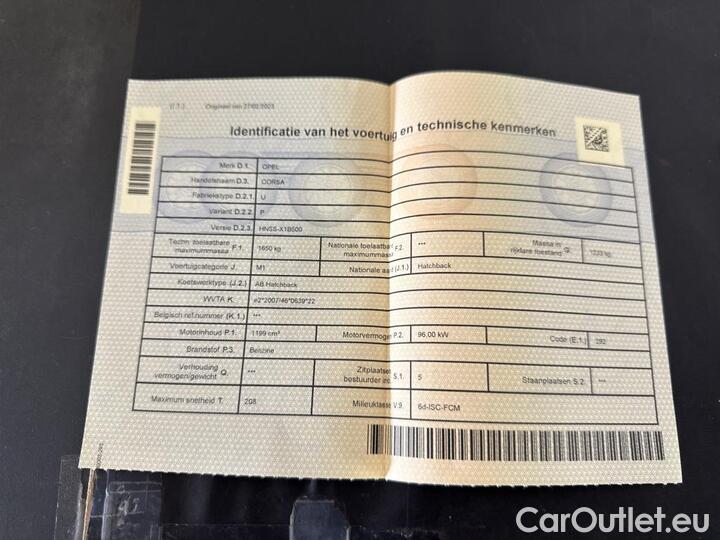 (I.1.) Origineel van 27/02/2023
Identificatie van het voertuig en technische kenmerken
Merk D.1. OPEL
Handelsnaam D.3. CORSA
Fabriekstype D.2.1. U
Variant D.2.2. P
Versie D.2.3. HNSS-X1B500
Techn. toelaatbare maximummassa F.1. 1650 kg Nationale toelaatbare maximummassa F.2. *** Massa in rijklare toestand G. 1233 kg
Voertuigcategorie J. M1 Nationale aard (J.1.) Hatchback
Koetswerktype (J.2.) AB Hatchback
WVTA K. e2*2007/46*0639*22
Belgisch ref.nummer (K.1.) ***
Motorinhoud P.1. 1199 cm³ Motorvermogen P.2. 96,00 kW Code (E.1.) 292
Brandstof P.3. Benzine
Verhouding vermogen/gewicht Q. *** Zitplaatsen bestuurder inc. S.1. 5 Staanplaatsen S.2. ***
Maximum snelheid T. 208 Milieuklasse V.9. 6d-ISC-FCM
CarOutlet.eu